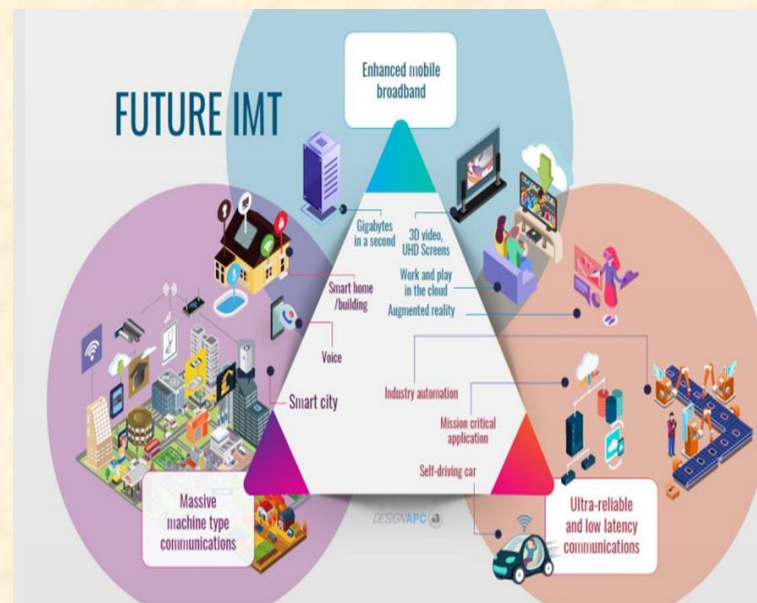 FUTURE IMT
Enhanced mobile
broadband
Gigabytes
in a second
3D video,
UHD Screens
Work and play
in the cloud
Augmented reality
Smart home
/building
Voice
Smart city
Industry automation
Mission critical
application
Self-driving car
Massive
machine type
communications
DESIGNAPC
Ultra-reliable
and low latency
communications